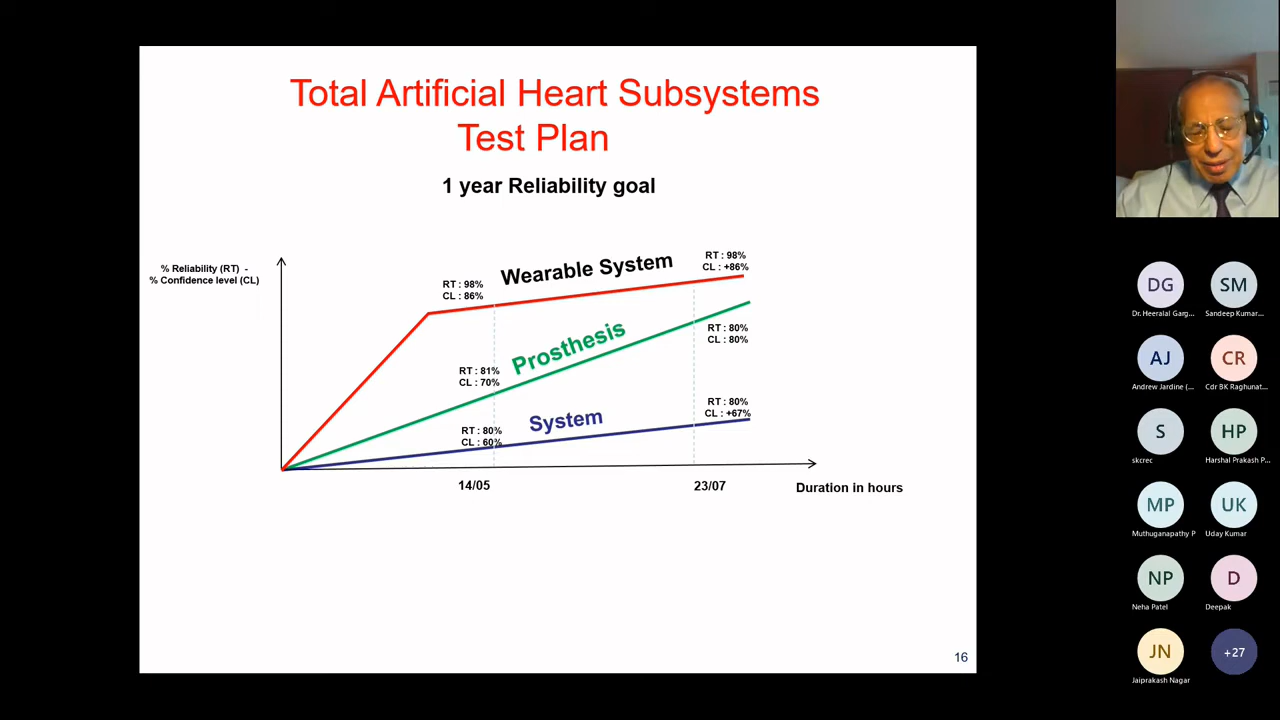 Total Artificial Heart Subsystems
Test Plan
1 year Reliability goal
% Reliability (RT) -
% Confidence level (CL)
RT : 98%
CL : 86%
Wearable System
RT : 98%
CL : +86%
RT : 81%
CL : 70%
Prosthesis
RT : 80%
CL : 80%
RT : 80%
CL : 60%
System
RT : 80%
CL : +67%
14/05
23/07
Duration in hours
16
DG
Dr. Heeralal Garg...
SM
Sandeep Kumar...
AJ
Andrew Jardine (...
CR
Cdr BK Raghunat...
S
skcrec
HP
Harshal Prakash P...
MP
Muthuganapathy P
UK
Uday Kumar
NP
Neha Patel
D
Deepak
JN
Jaiprakash Nagar
+27